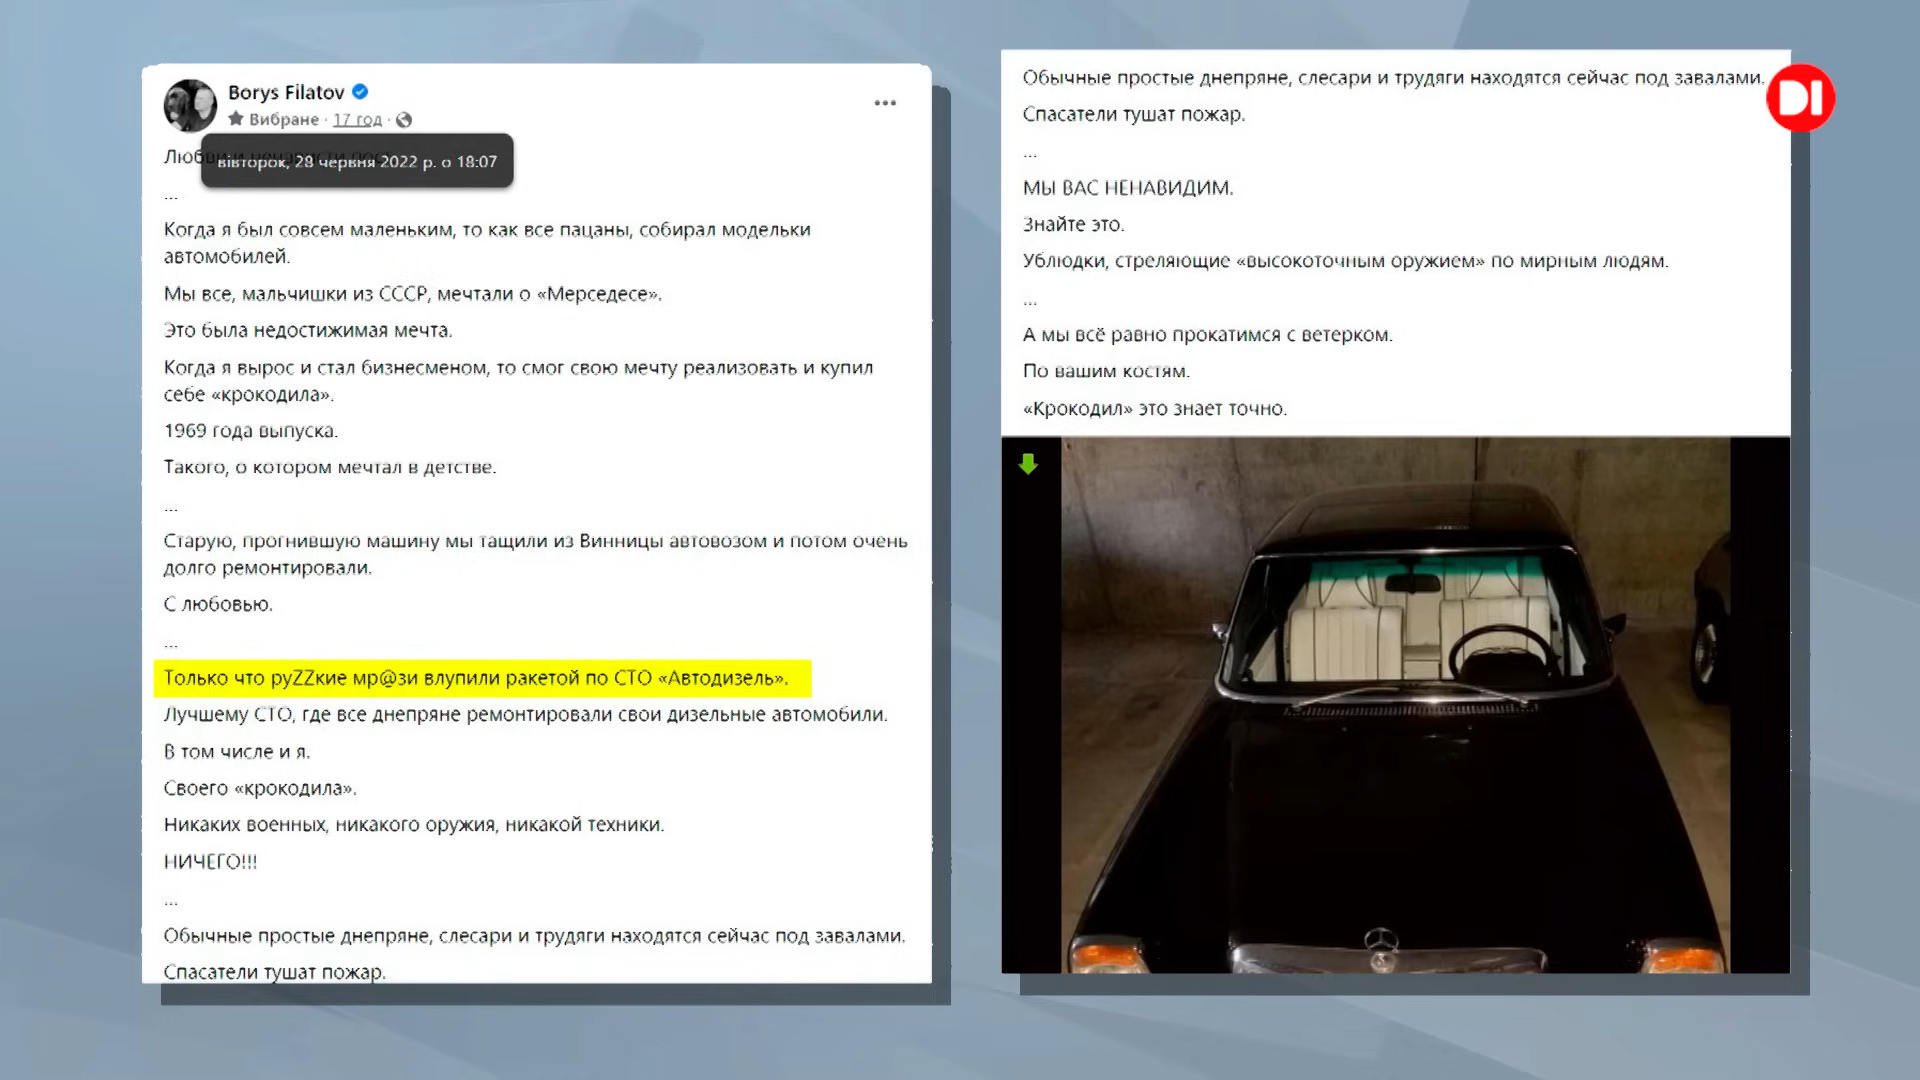 Borys Filatov
Вибране · 17 год ·
Любви и ненависти пост.
вівторок, 28 червня 2022 р. о 18:07
...
Когда я был совсем маленьким, то как все пацаны, собирал модельки
автомобилей.
Мы все, мальчишки из СССР, мечтали о «Мерседесе».
Это была недостижимая мечта.
Когда я вырос и стал бизнесменом, то смог свою мечту реализовать и купил
себе «крокодила».
1969 года выпуска.
Такого, о котором мечтал в детстве.
...
Старую, прогнившую машину мы тащили из Винницы автовозом и потом очень
долго ремонтировали.
С любовью.
...
Только что руZZкие мр@зи влупили ракетой по СТО «Автодизель».
Лучшему СТО, где все днепряне ремонтировали свои дизельные автомобили.
В том числе и я.
Своего «крокодила».
Никаких военных, никакого оружия, никакой техники.
НИЧЕГО!!!
...
Обычные простые днепряне, слесари и трудяги находятся сейчас под завалами.
Спасатели тушат пожар.
Обычные простые днепряне, слесари и трудяги находятся сейчас под завалами.
Спасатели тушат пожар.
...
МЫ ВАС НЕНАВИДИМ.
Знайте это.
Ублюдки, стреляющие «высокоточным оружием» по мирным людям.
...
А мы всё равно прокатимся с ветерком.
По вашим костям.
«Крокодил» это знает точно.
DI